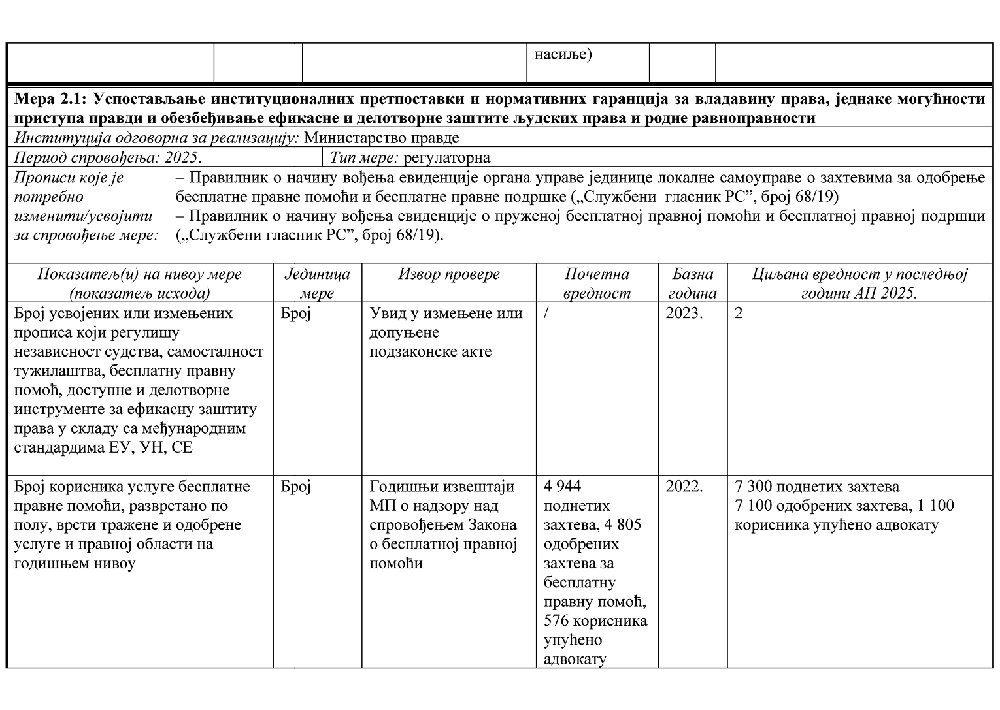 насиље)
Мера 2.1: Успостављање институционалних претпоставки и нормативних гаранција за владавину права, једнаке могућности
приступа правди и обезбеђивање ефикасне и делотворне заштите људских права и родне равноправности
Институција одговорна за реализацију: Министарство правде
Период спровођења: 2025.
Тип мере: регулаторна
Прописи које је
потребно
изменити/усвојити
за спровођење мере:
– Правилник о начину вођења евиденције органа управе јединице локалне самоуправе о захтевима за одобрење
бесплатне правне помоћи и бесплатне правне подршке („Службени гласник РС”, број 68/19)
– Правилник о начину вођења евиденције о пруженој бесплатној правној помоћи и бесплатној правној подршци
(„Службени гласник РС”, број 68/19).
Показатељ(и) на нивоу мере
(показатељ исхода)
Јединица
мере
Извор провере
Почетна
вредност
Базна
година
Циљана вредност у последњој
години АП 2025.
Број усвојених или измењених
прописа који регулишу
независност судства, самосталност
тужилаштва, бесплатну правну
помоћ, доступне и делотворне
инструменте за ефикасну заштиту
права у складу са међународним
стандардима ЕУ, УН, СЕ
Број
Увид у измењене или
допуњене
подзаконске акте
/
2023.
2
Број корисника услуге бесплатне
правне помоћи, разврстано по
полу, врсти тражене и одобрене
услуге и правној области на
годишњем нивоу
Број
Годишњи извештаји
МП о надзору над
спровођењем Закона
о бесплатној правној
помоћи
4 944
поднетих
захтева, 4 805
одобрених
захтева за
бесплатну
правну помоћ,
576 корисника
упућено
адвокату
2022.
7 300 поднетих захтева
7 100 одобрених захтева, 1 100
корисника упућено адвокату